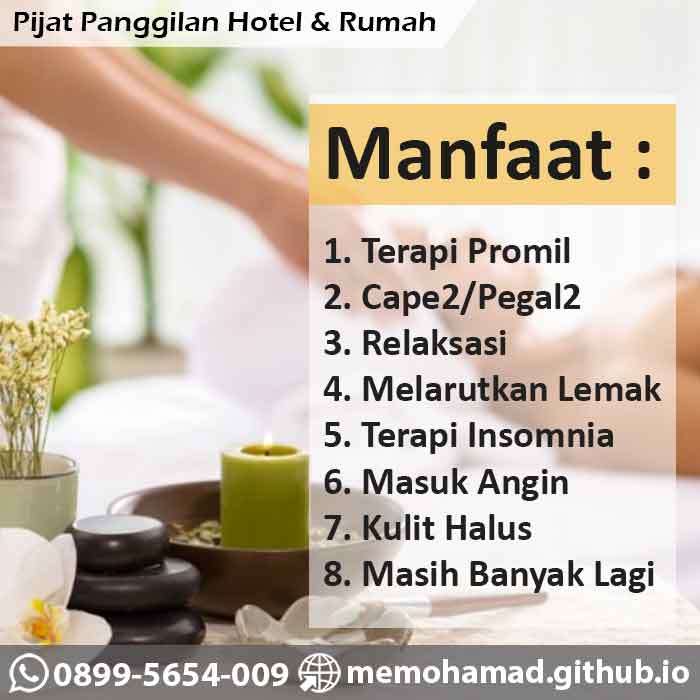 Pijat Panggilan Hotel & Rumah
Manfaat :
1. Terapi Promil
2. Cape2/Pegal2
3. Relaksasi
4. Melarutkan Lemak
5. Terapi Insomnia
6. Masuk Angin
7. Kulit Halus
8. Masih Banyak Lagi
0899-5654-009 memohamad.github.io